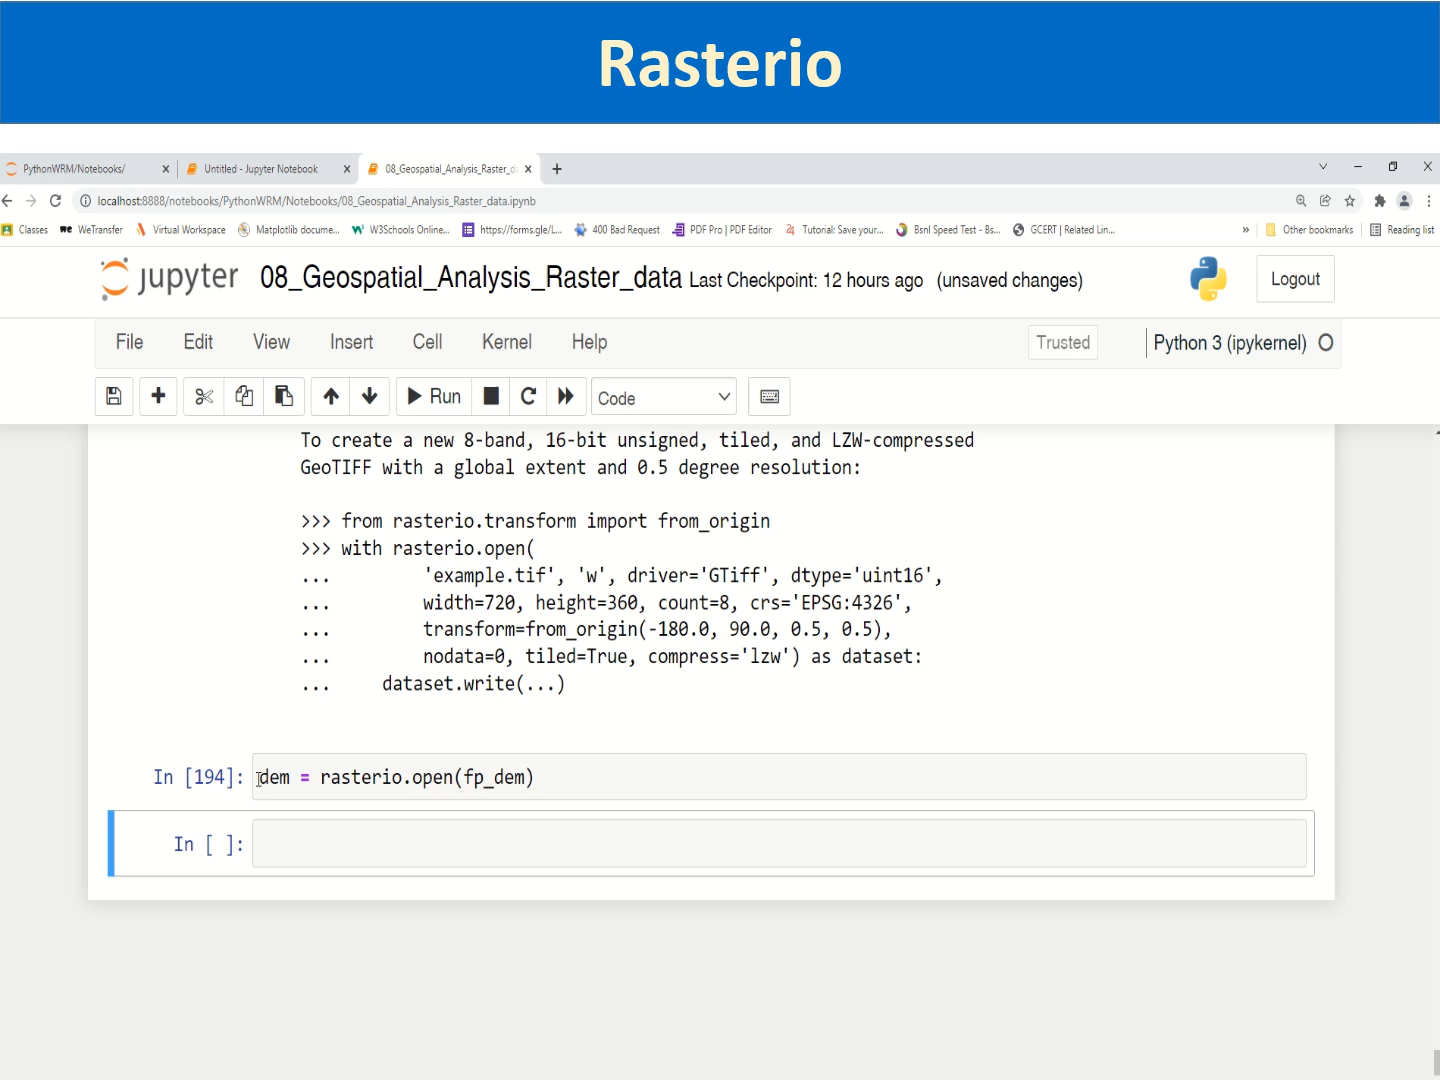 Rasterio
PythonWRM/Notebooks/
Untitled - Jupyter Notebook
08_Geospatial_Analysis_Raster_d
localhost:8888/notebooks/PythonWRM/Notebooks/08_Geospatial_Analysis_Raster_data.ipynb
Classes
WeTransfer
Virtual Workspace
Matplotlib docume...
W3Schools Online...
https://forms.gle/L...
400 Bad Request
PDF Pro | PDF Editor
Tutorial: Save your...
Bsnl Speed Test - Bs...
GCERT | Related Lin...
»
Other bookmarks
Reading list
jupyter 08_Geospatial_Analysis_Raster_data Last Checkpoint: 12 hours ago (unsaved changes)
Logout
File Edit View Insert Cell Kernel Help
Trusted
Python 3 (ipykernel)
Run
Code
To create a new 8-band, 16-bit unsigned, tiled, and LZW-compressed
GeoTIFF with a global extent and 0.5 degree resolution:
>>> from rasterio.transform import from_origin
>>> with rasterio.open(
... 'example.tif', 'w', driver='GTiff', dtype='uint16',
... width=720, height=360, count=8, crs='EPSG:4326',
... transform=from_origin(-180.0, 90.0, 0.5, 0.5),
... nodata=0, tiled=True, compress='lzw') as dataset:
... dataset.write(...)
In [194]: dem = rasterio.open(fp_dem)
In [ ]: